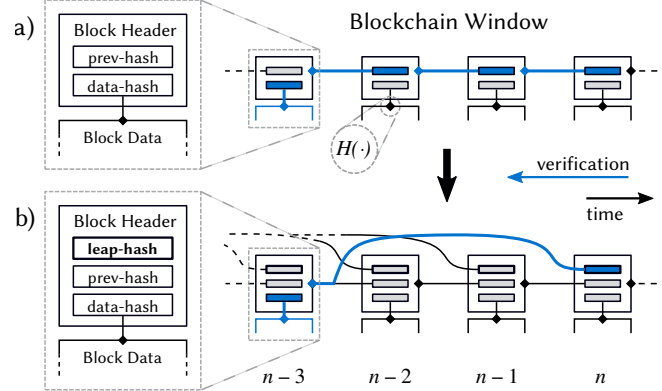 Blockchain Window
a)
Block Header
prev-hash
data-hash
Block Data
H(·)
verification
time
b)
Block Header
leap-hash
prev-hash
data-hash
Block Data
n − 3
n − 2
n − 1
n